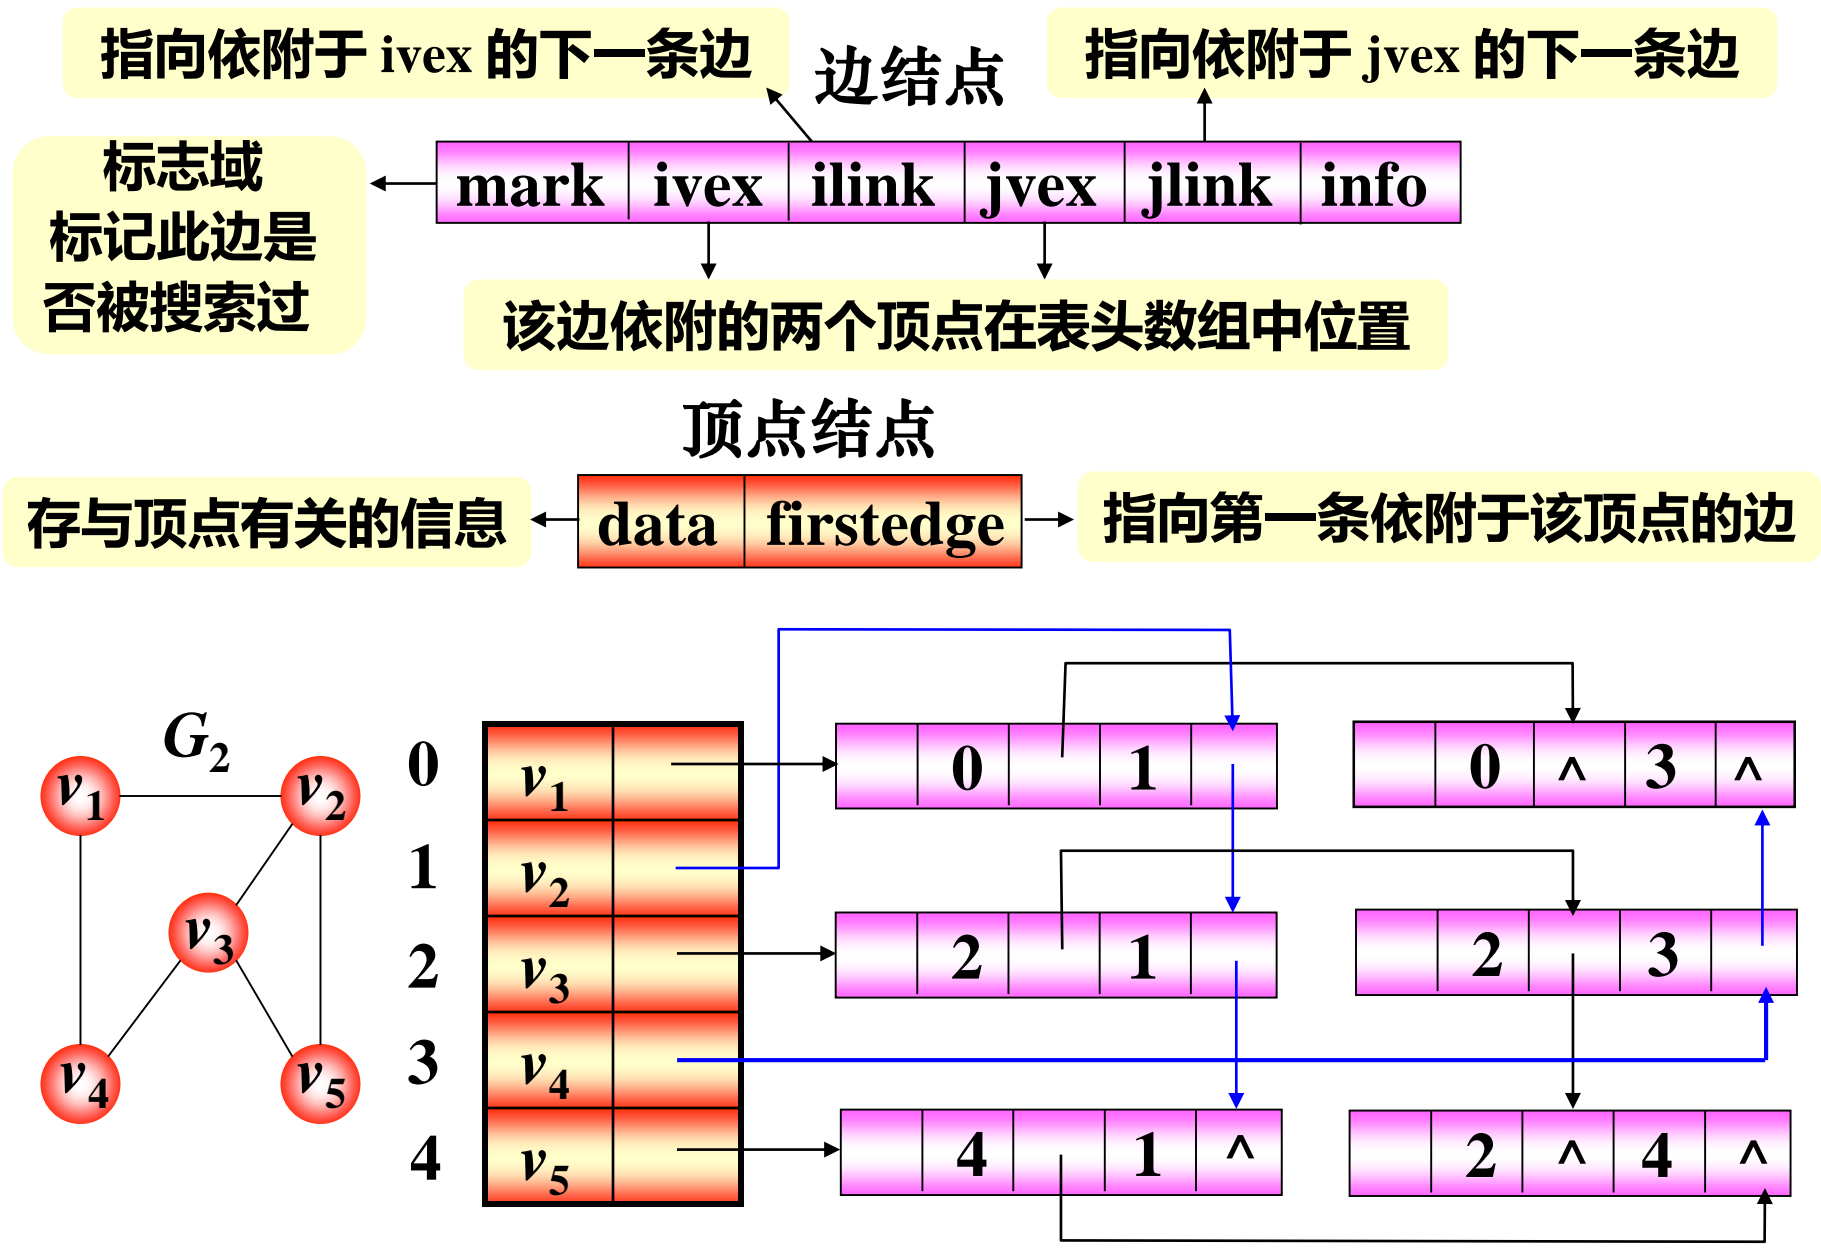 指向依附于 ivex 的下一条边
边结点
指向依附于 jvex 的下一条边
标志域
标记此边是
否被搜索过
mark ivex ilink jvex jlink info
该边依附的两个顶点在表头数组中位置
顶点结点
存与顶点有关的信息
data firstedge
指向第一条依附于该顶点的边
G2
v1 v2
v3
v4 v5
0 v1 0 1 0 ^ 3 ^
1 v2
2 v3 2 1 2 3
3 v4
4 v5 4 1 ^ 2 ^ 4 ^